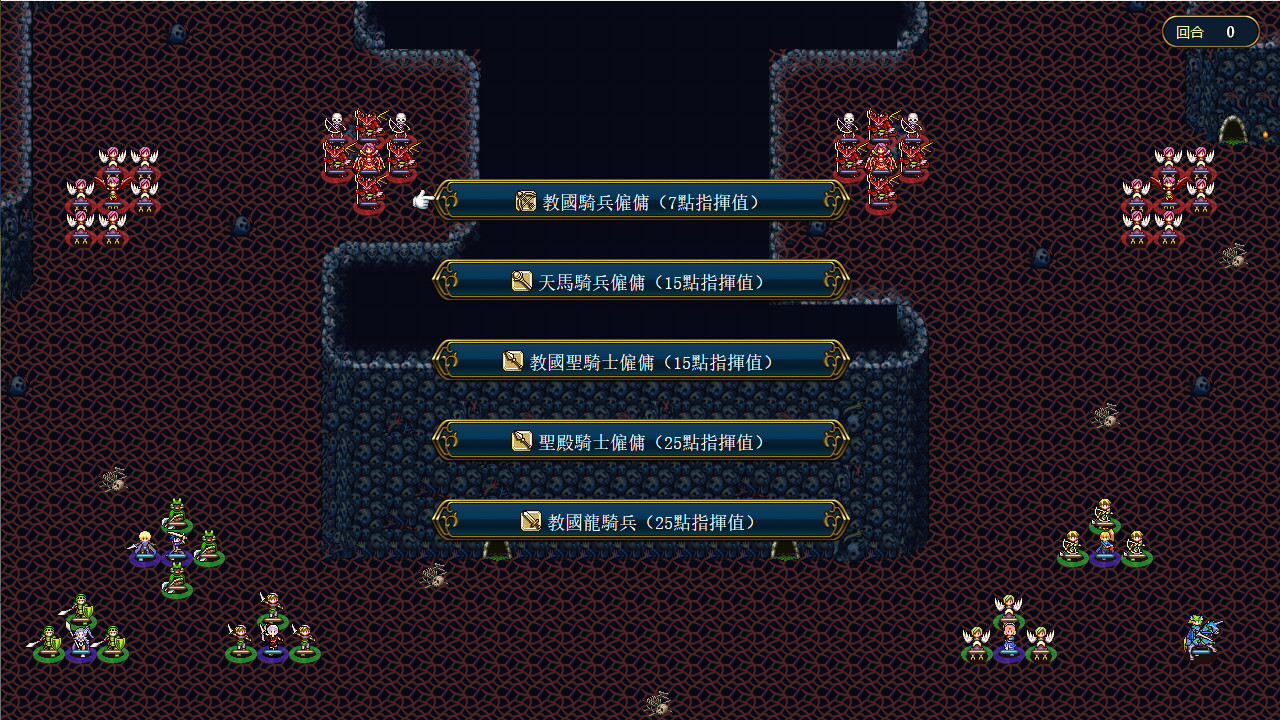 回合 0
教國騎兵僱傭（7點指揮值）
天馬騎兵僱傭（15點指揮值）
教國聖騎士僱傭（15點指揮值）
聖殿騎士僱傭（25點指揮值）
教國龍騎兵（25點指揮值）